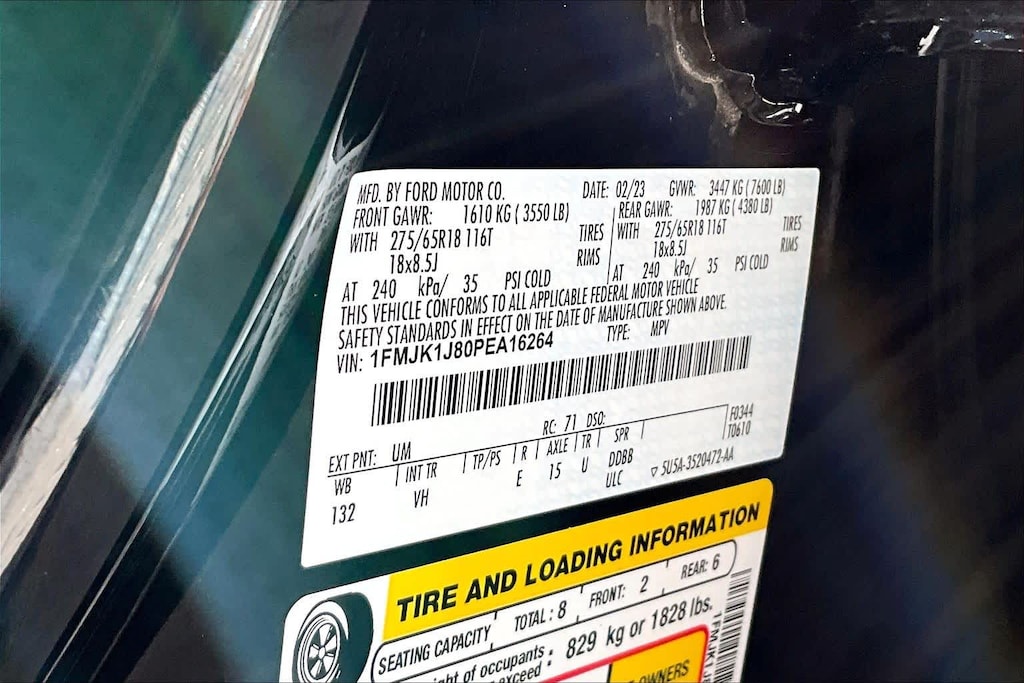 MFD. BY FORD MOTOR CO. DATE: 02/23 GVWR: 3447 KG (7600 LB)
FRONT GAWR: 1610 KG (3550 LB) REAR GAWR: 1987 KG (4380 LB)
WITH 275/65R18 116T TIRES WITH 275/65R18 116T TIRES
18x8.5J RIMS 18x8.5J RIMS
AT 240 kPa/ 35 PSI COLD AT 240 kPa/ 35 PSI COLD
THIS VEHICLE CONFORMS TO ALL APPLICABLE FEDERAL MOTOR VEHICLE
SAFETY STANDARDS IN EFFECT ON THE DATE OF MANUFACTURE SHOWN ABOVE.
VIN: 1FMJK1J80PEA16264 TYPE: MPV
EXT PNT: UM RC: 71 DSO: F0344
WB INT TR TP/PS R AXLE TR SPR T0610
132 VH E 15 U DDBB
ULC ▽ 5U5A-3520472-AA
TIRE AND LOADING INFORMATION
SEATING CAPACITY TOTAL: 8 FRONT: 2 REAR: 6
ght of occupants
exceed : 829 kg or 1828 lbs.
OWNERS